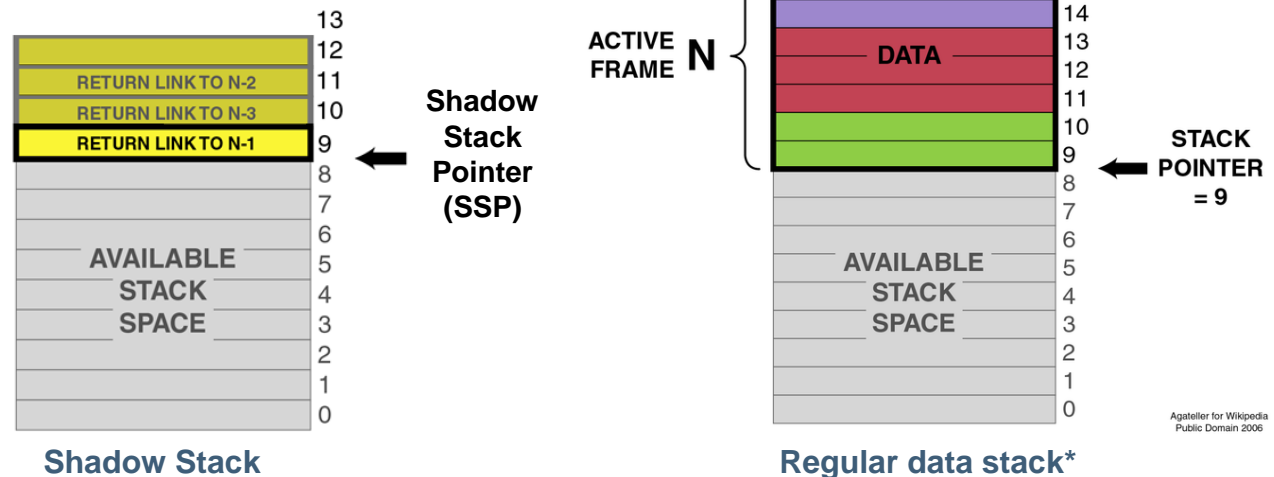 13
12
RETURN LINK TO N-2 11
RETURN LINK TO N-3 10
RETURN LINK TO N-1 9
8
7
6
AVAILABLE 5
STACK 4
SPACE 3
2
1
0
Shadow
Stack
Pointer
(SSP)
Shadow Stack
ACTIVE
FRAME N
14
DATA 13
12
11
10
9
8
7
6
AVAILABLE 5
STACK 4
SPACE 3
2
1
0
STACK
POINTER
= 9
Agateller for Wikipedia
Public Domain 2006
Regular data stack*